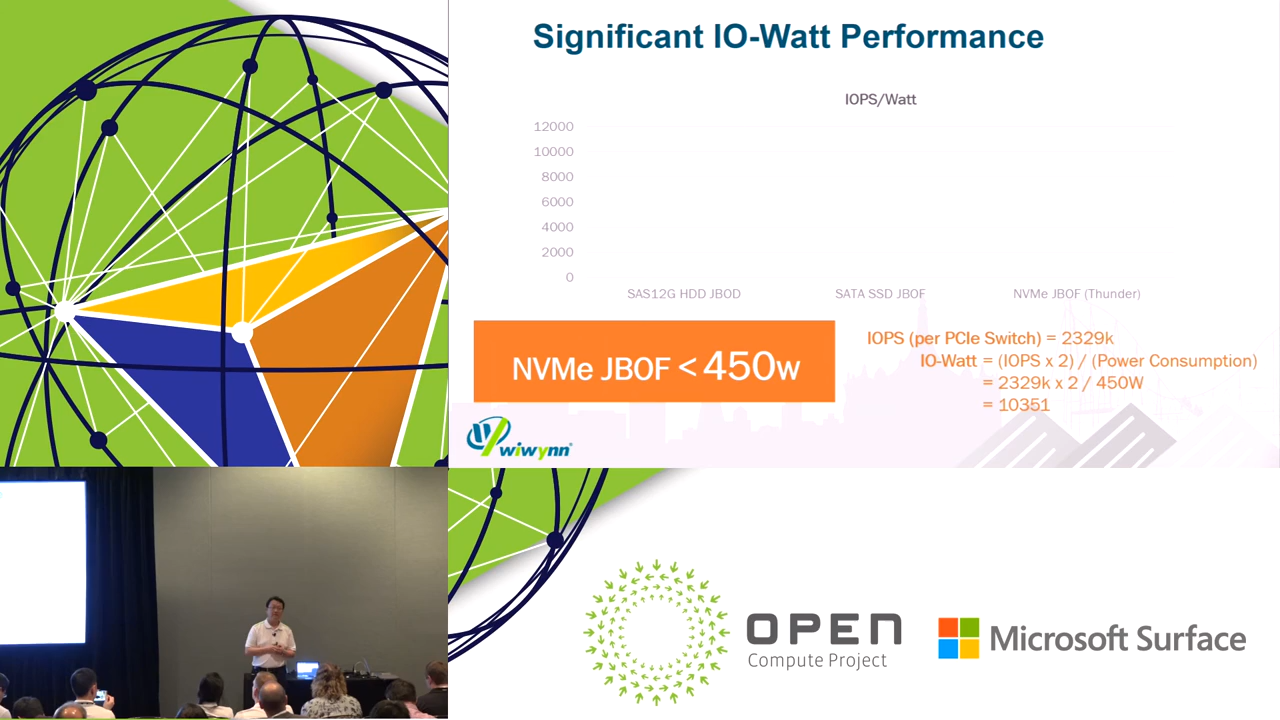 Significant IO-Watt Performance
IOPS/Watt
12000
10000
8000
6000
4000
2000
0
SAS12G HDD JBOD
SATA SSD JBOF
NVMe JBOF (Thunder)
NVMe JBOF < 450w
IOPS (per PCIe Switch) = 2329k
IO-Watt = (IOPS x 2) / (Power Consumption)
= 2329k x 2 / 450W
= 10351
wiwynn
OPEN
Compute Project
Microsoft Surface